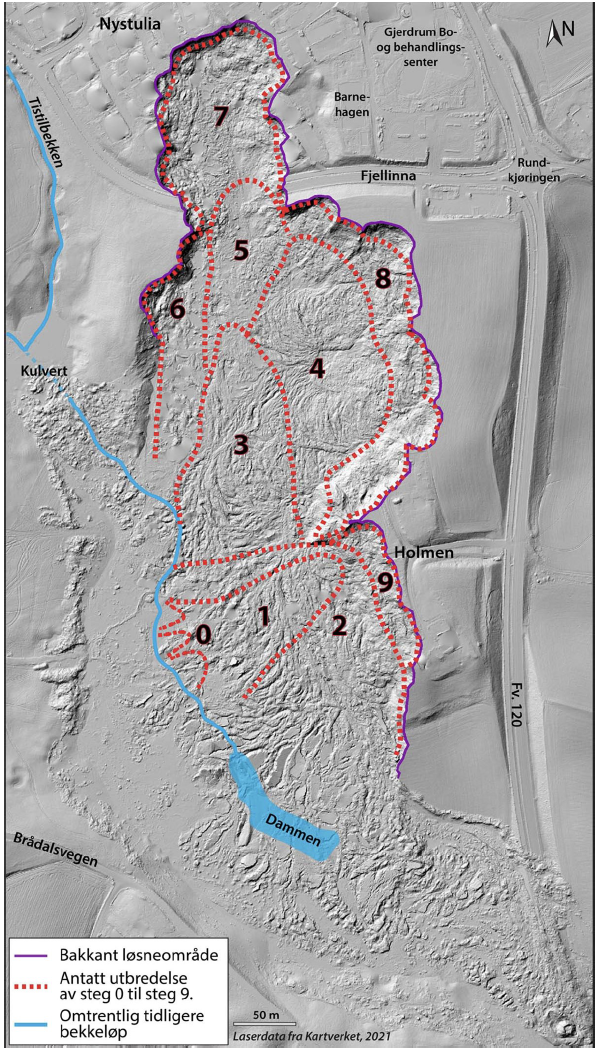 Nystulia
Gjerdrum Bo-
og behandlings-
senter
N
Tistilbekken
7
Barne-
hagen
Rund-
kjøringen
Fjellinna
5
8
6
Kulvert
4
3
Holmen
9
1
2
0
Fv. 120
Dammen
Brådalsvegen
Bakkant løsneområde
Antatt utbredelse
av steg 0 til steg 9.
Omtrentlig tidligere
bekkeløp
50 m
Laserdata fra Kartverket, 2021